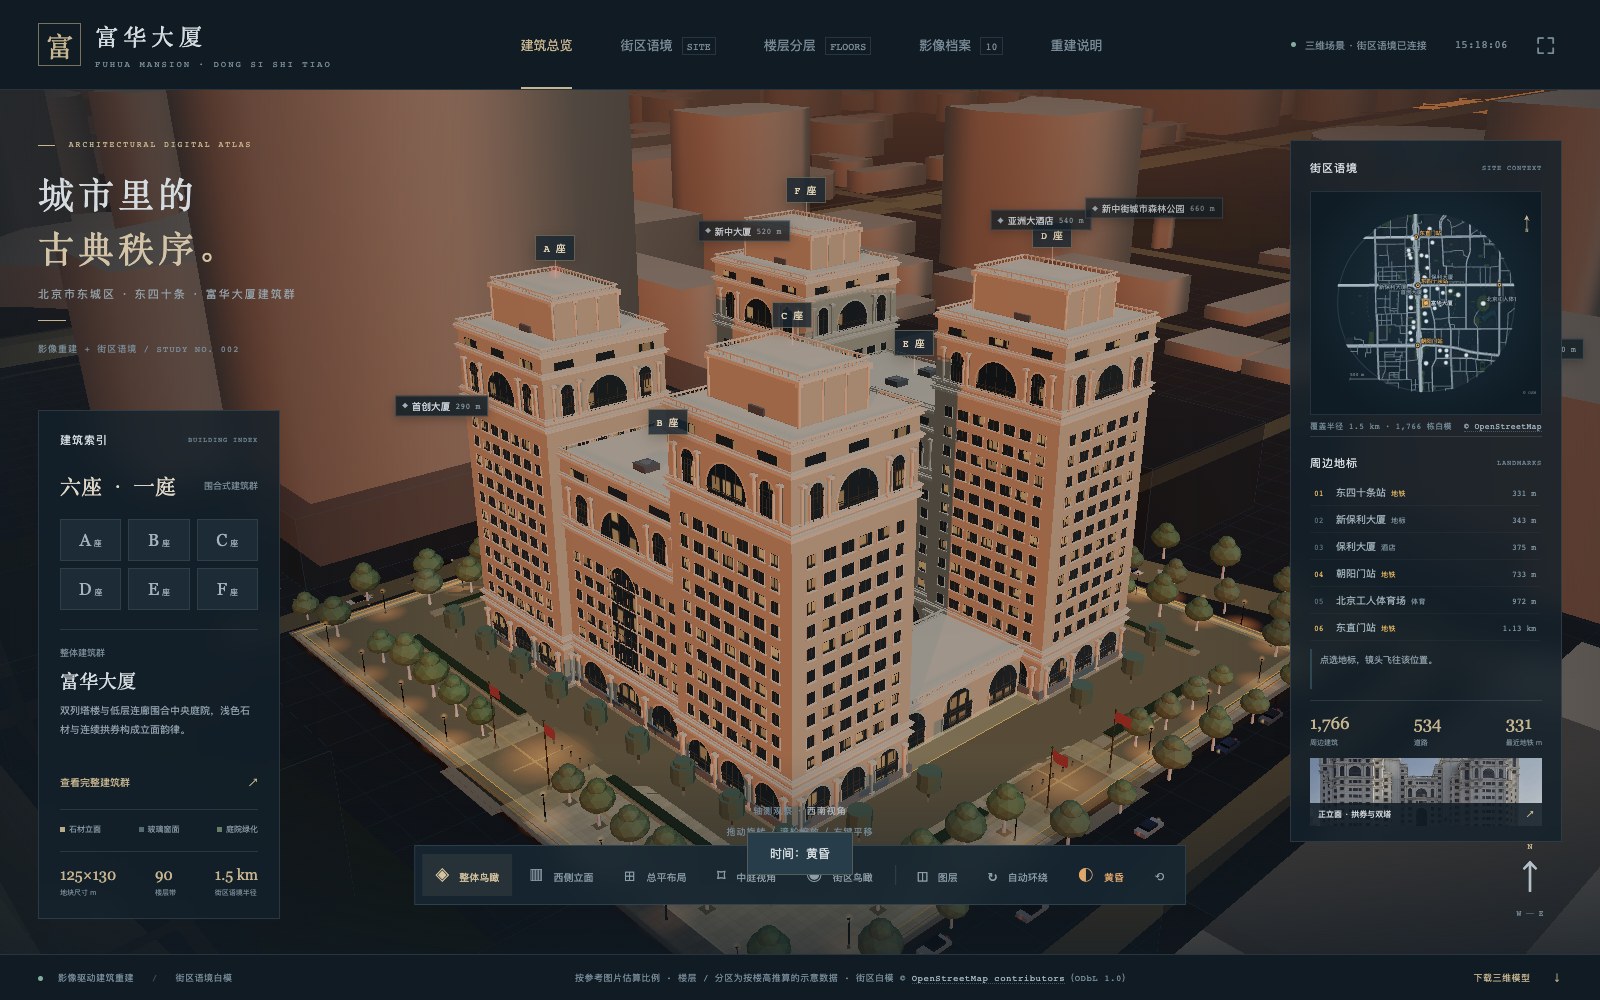 富
富华大厦
FUHUA MANSION · DONG SI SHI TIAO
建筑总览
街区语境 SITE
楼层分层 FLOORS
影像档案 10
重建说明
三维场景 · 街区语境已连接
15:18:06
ARCHITECTURAL DIGITAL ATLAS
城市里的
古典秩序。
北京市东城区 · 东四十条 · 富华大厦建筑群
影像重建 + 街区语境 / STUDY NO. 002
建筑索引 BUILDING INDEX
六座 · 一庭 围合式建筑群
A座 B座 C座
D座 E座 F座
整体建筑群
富华大厦
双列塔楼与低层连廊围合中央庭院，浅色石
材与连续拱券构成立面韵律。
查看完整建筑群 ↗
石材立面 玻璃窗面 庭院绿化
125×130 90 1.5 km
地块尺寸 m 楼层带 街区语境半径
F 座
A 座
新中大厦 520 m
亚洲大酒店 540 m
新中街城市森林公园 660 m
D 座
C 座
E 座
首创大厦 290 m
B 座
西南视角
时间：黄昏
整体鸟瞰
西侧立面
总平布局
中庭视角
街区鸟瞰
图层
自动环绕
黄昏
街区语境 SITE CONTEXT
富华大厦
覆盖半径 1.5 km · 1,766 栋白模 © OpenStreetMap
周边地标 LANDMARKS
01 东四十条站 地铁 331 m
02 新保利大厦 地标 343 m
03 保利大厦 酒店 375 m
04 朝阳门站 地铁 733 m
05 北京工人体育场 体育 972 m
06 东直门站 地铁 1.13 km
点选地标，镜头飞往该位置。
1,766 534 331
周边建筑 道路 最近地铁 m
正立面 · 拱券与双塔 ↗
N
W — E
影像驱动建筑重建 / 街区语境白模
按参考图片估算比例 · 楼层 / 分区为按楼高推算的示意数据 · 街区白模 © OpenStreetMap contributors (ODbL 1.0)
下载三维模型 ↓